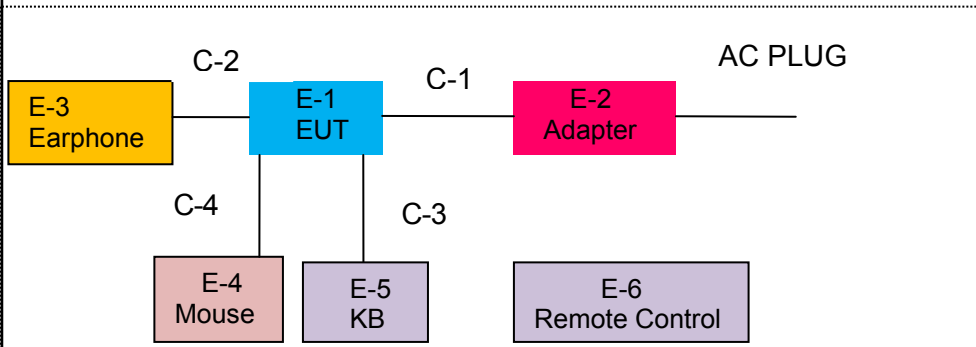 AC PLUG
C-2
C-1
E-3
Earphone
E-1
EUT
E-2
Adapter
C-4
C-3
E-4
Mouse
E-5
KB
E-6
Remote Control